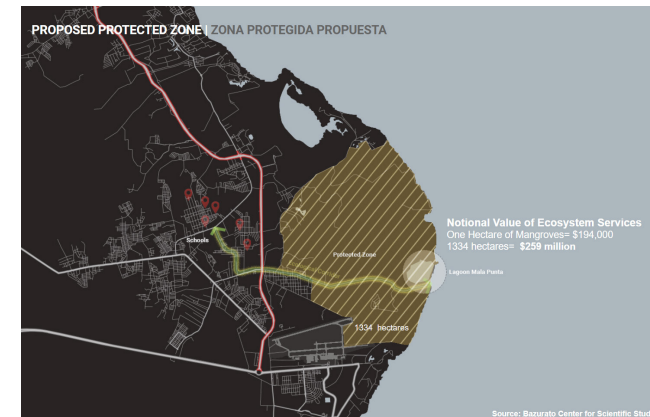 PROPOSED PROTECTED ZONE | ZONA PROTEGIDA PROPUESTA
Notional Value of Ecosystem Services
One Hectare of Mangroves= $194,000
1334 hectares= $259 million
Schools
Protected Zone
Lagoon Mala Punta
1334 hectares
Source: Bazurato Center for Scientific Stud